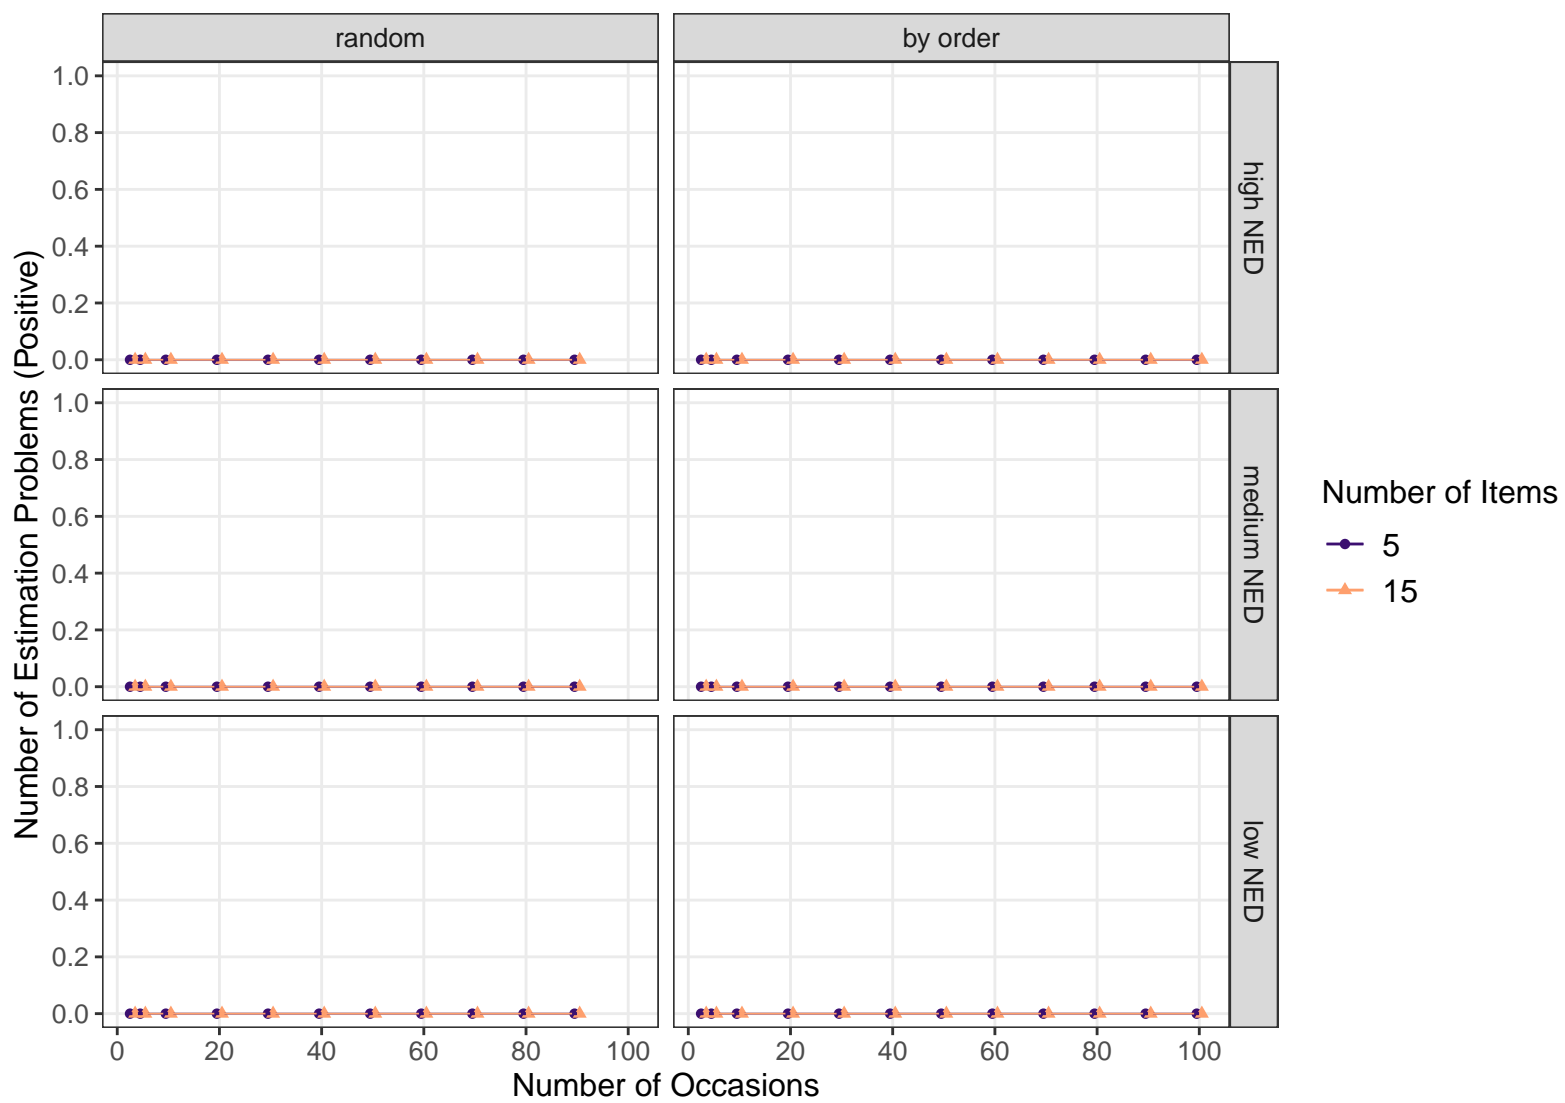 random
by order
1.0
0.8
0.6
0.4
0.2
0.0
high NED
1.0
0.8
0.6
0.4
0.2
0.0
medium NED
1.0
0.8
0.6
0.4
0.2
0.0
low NED
0 20 40 60 80 100
0 20 40 60 80 100
Number of Occasions
Number of Estimation Problems (Positive)
Number of Items
5
15